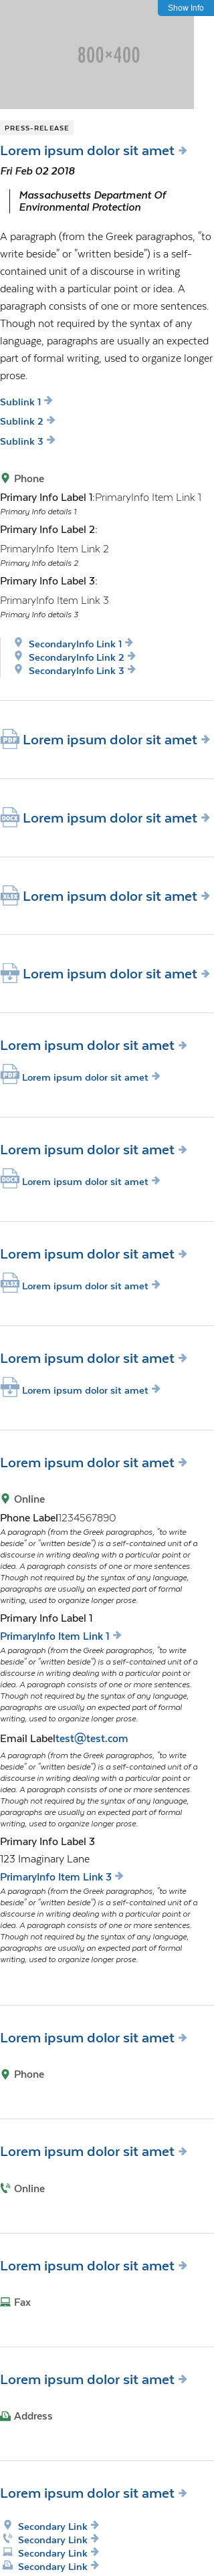 Show Info
800×400
PRESS-RELEASE
Lorem ipsum dolor sit amet
Fri Feb 02 2018
Massachusetts Department Of
Environmental Protection
A paragraph (from the Greek paragraphos, “to
write beside” or “written beside”) is a self-
contained unit of a discourse in writing
dealing with a particular point or idea. A
paragraph consists of one or more sentences.
Though not required by the syntax of any
language, paragraphs are usually an expected
part of formal writing, used to organize longer
prose.
Sublink 1
Sublink 2
Sublink 3
Phone
Primary Info Label 1:PrimaryInfo Item Link 1
Primary Info details 1
Primary Info Label 2:
PrimaryInfo Item Link 2
Primary Info details 2
Primary Info Label 3:
PrimaryInfo Item Link 3
Primary Info details 3
SecondaryInfo Link 1
SecondaryInfo Link 2
SecondaryInfo Link 3
PDF Lorem ipsum dolor sit amet
DOCX Lorem ipsum dolor sit amet
XLSX Lorem ipsum dolor sit amet
Lorem ipsum dolor sit amet
Lorem ipsum dolor sit amet
PDF Lorem ipsum dolor sit amet
Lorem ipsum dolor sit amet
DOCX Lorem ipsum dolor sit amet
Lorem ipsum dolor sit amet
XLSX Lorem ipsum dolor sit amet
Lorem ipsum dolor sit amet
Lorem ipsum dolor sit amet
Lorem ipsum dolor sit amet
Online
Phone Label1234567890
A paragraph (from the Greek paragraphos, “to write
beside” or “written beside”) is a self-contained unit of a
discourse in writing dealing with a particular point or
idea. A paragraph consists of one or more sentences.
Though not required by the syntax of any language,
paragraphs are usually an expected part of formal
writing, used to organize longer prose.
Primary Info Label 1
PrimaryInfo Item Link 1
A paragraph (from the Greek paragraphos, “to write
beside” or “written beside”) is a self-contained unit of a
discourse in writing dealing with a particular point or
idea. A paragraph consists of one or more sentences.
Though not required by the syntax of any language,
paragraphs are usually an expected part of formal
writing, used to organize longer prose.
Email Labeltest@test.com
A paragraph (from the Greek paragraphos, “to write
beside” or “written beside”) is a self-contained unit of a
discourse in writing dealing with a particular point or
idea. A paragraph consists of one or more sentences.
Though not required by the syntax of any language,
paragraphs are usually an expected part of formal
writing, used to organize longer prose.
Primary Info Label 3
123 Imaginary Lane
PrimaryInfo Item Link 3
A paragraph (from the Greek paragraphos, “to write
beside” or “written beside”) is a self-contained unit of a
discourse in writing dealing with a particular point or
idea. A paragraph consists of one or more sentences.
Though not required by the syntax of any language,
paragraphs are usually an expected part of formal
writing, used to organize longer prose.
Lorem ipsum dolor sit amet
Phone
Lorem ipsum dolor sit amet
Online
Lorem ipsum dolor sit amet
Fax
Lorem ipsum dolor sit amet
Address
Lorem ipsum dolor sit amet
Secondary Link
Secondary Link
Secondary Link
Secondary Link